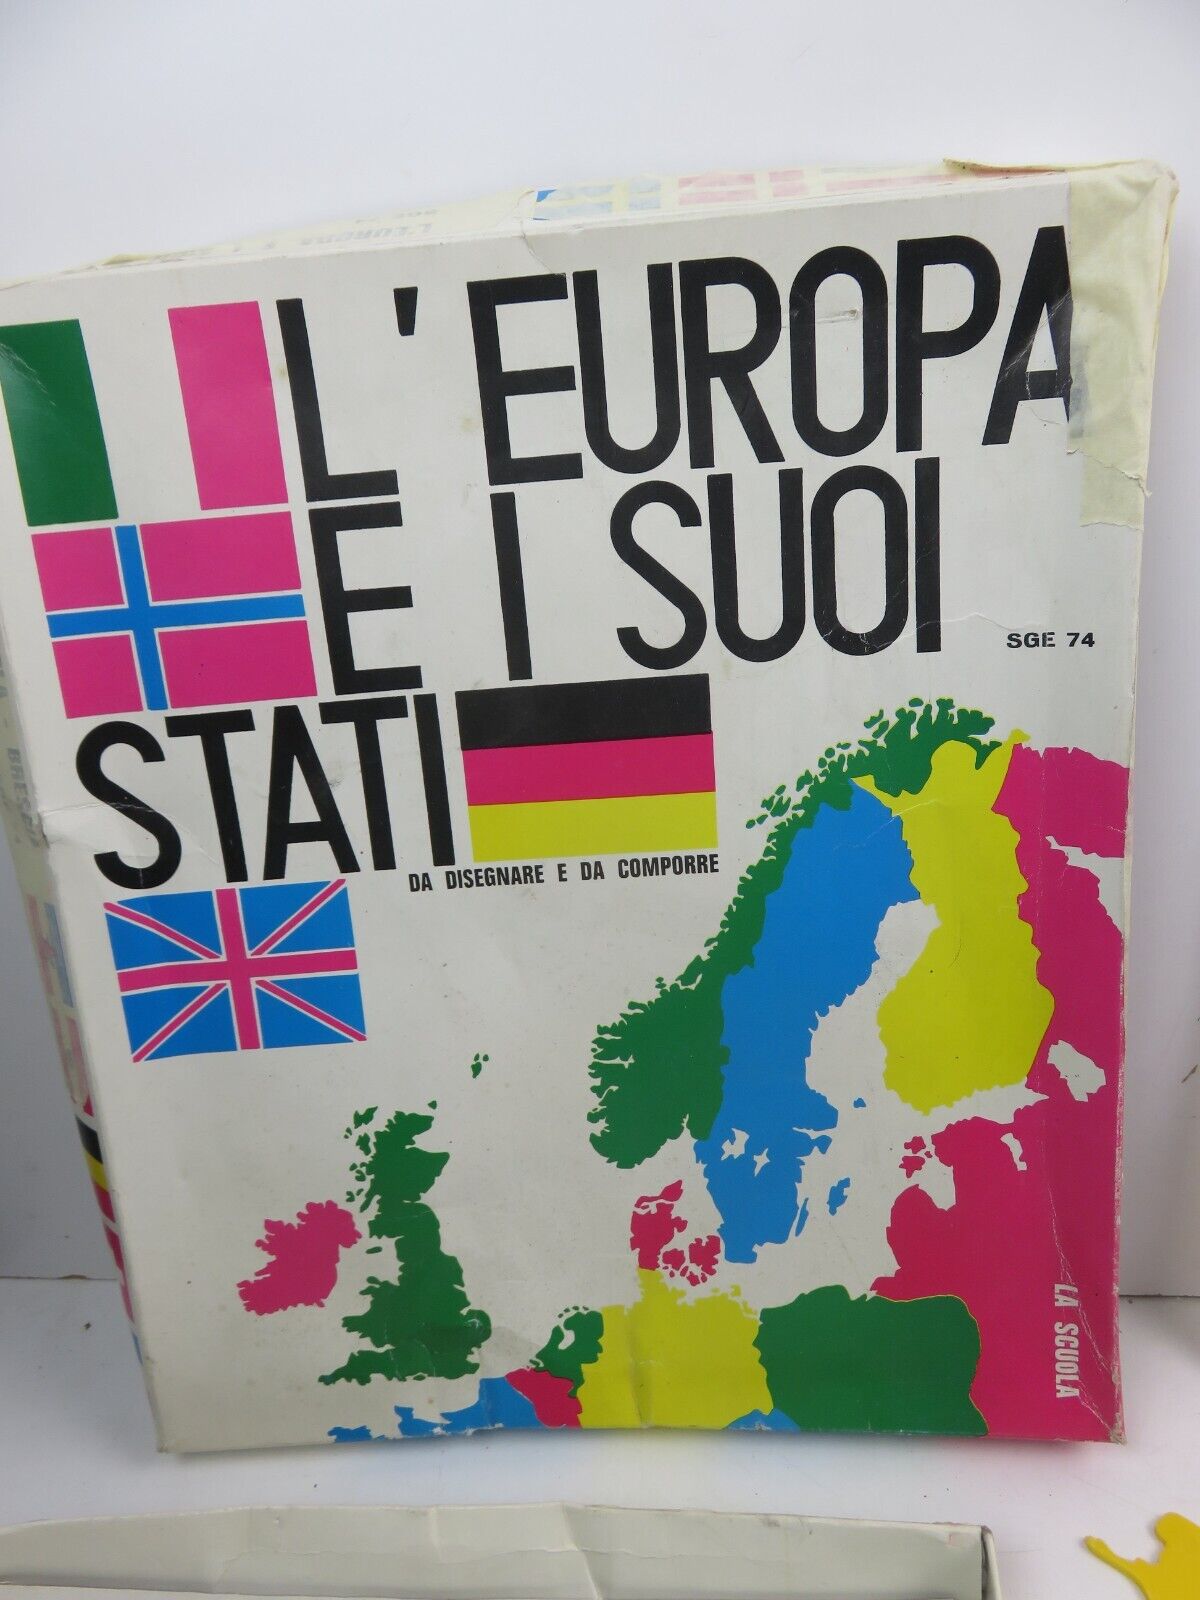 L'EUROPA
E I SUOI
SGE 74
STATI
DA DISEGNARE E DA COMPORRE
LA SCUOLA